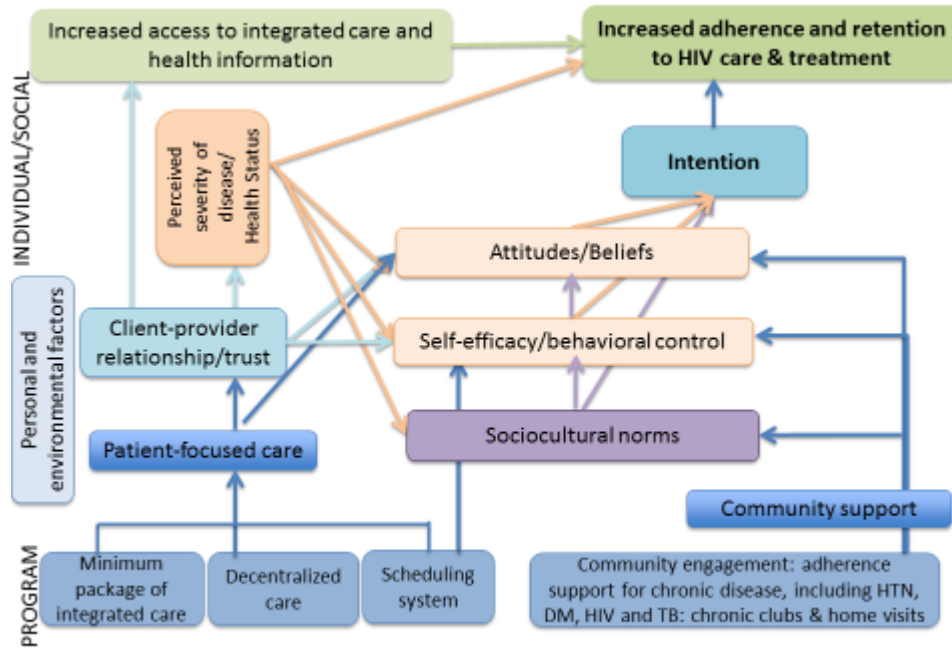 Increased access to integrated care and
health information
Increased adherence and retention
to HIV care & treatment
INDIVIDUAL/SOCIAL
Perceived
severity of
disease/
Health Status
Intention
Attitudes/Beliefs
Personal and
environmental factors
Client-provider
relationship/trust
Self-efficacy/behavioral control
Sociocultural norms
Patient-focused care
Community support
PROGRAM
Minimum
package of
integrated care
Decentralized
care
Scheduling
system
Community engagement: adherence
support for chronic disease, including HTN,
DM, HIV and TB: chronic clubs & home visits